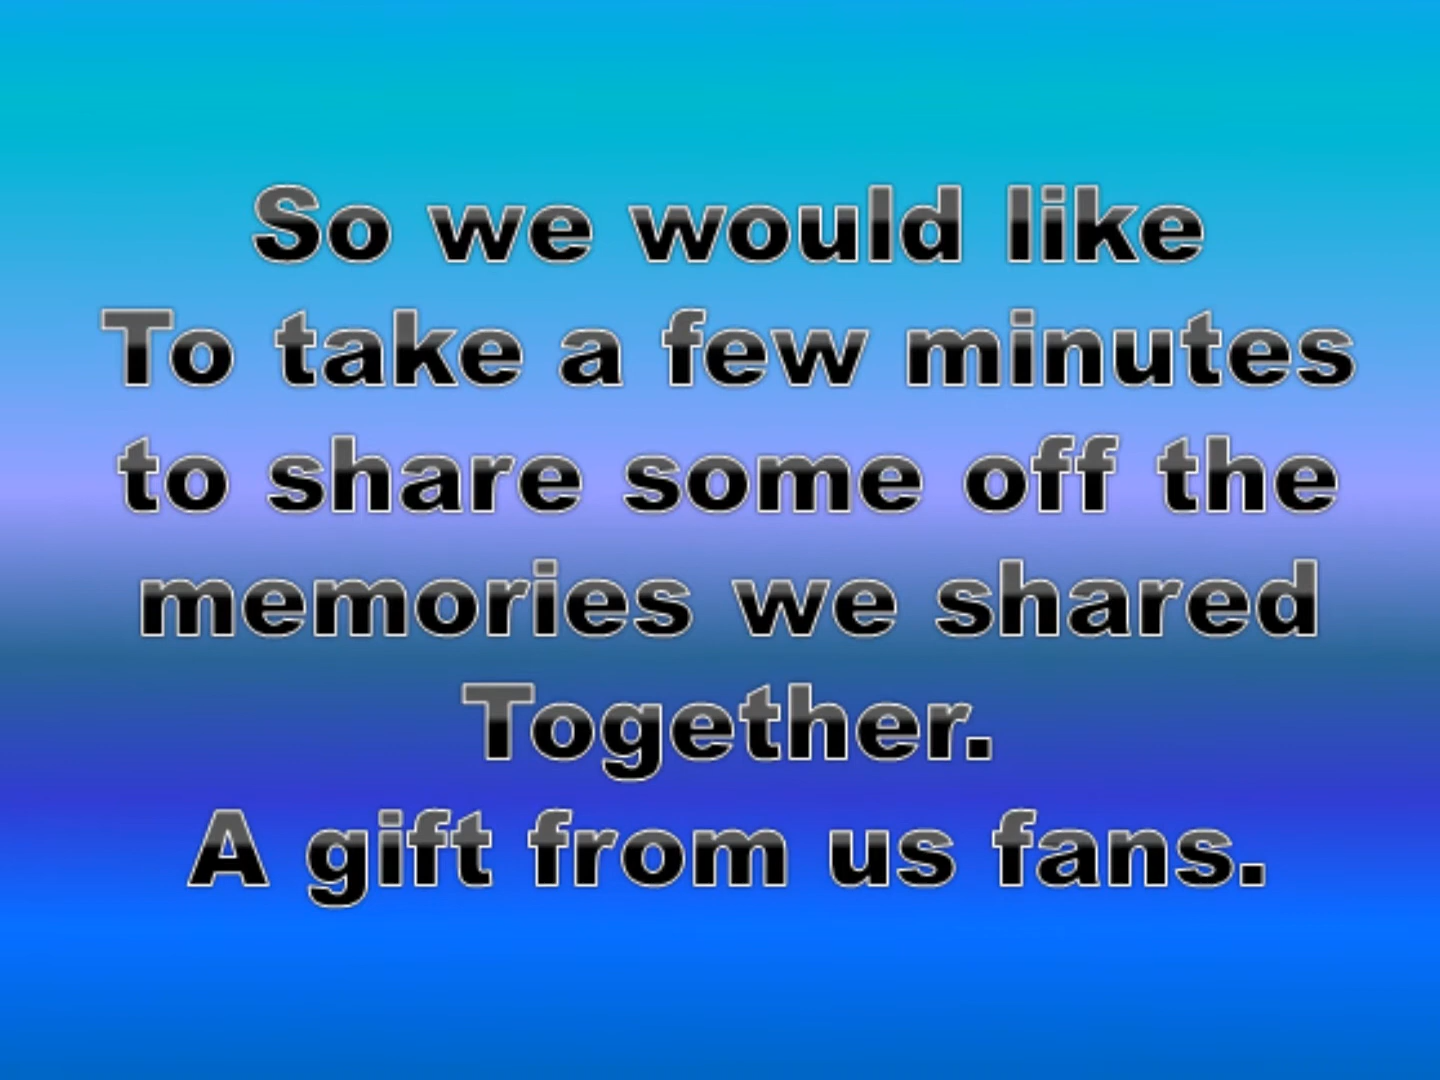 So we would like
To take a few minutes
to share some off the
memories we shared
Together.
A gift from us fans.